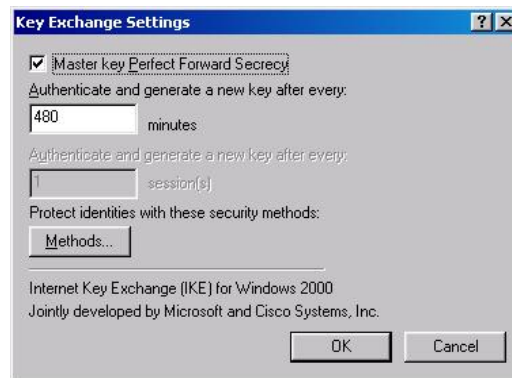 Key Exchange Settings
Master key Perfect Forward Secrecy
Authenticate and generate a new key after every:
480 minutes
Authenticate and generate a new key after every:
1 session(s)
Protect identities with these security methods:
Methods...
Internet Key Exchange (IKE) for Windows 2000
Jointly developed by Microsoft and Cisco Systems, Inc.
OK Cancel